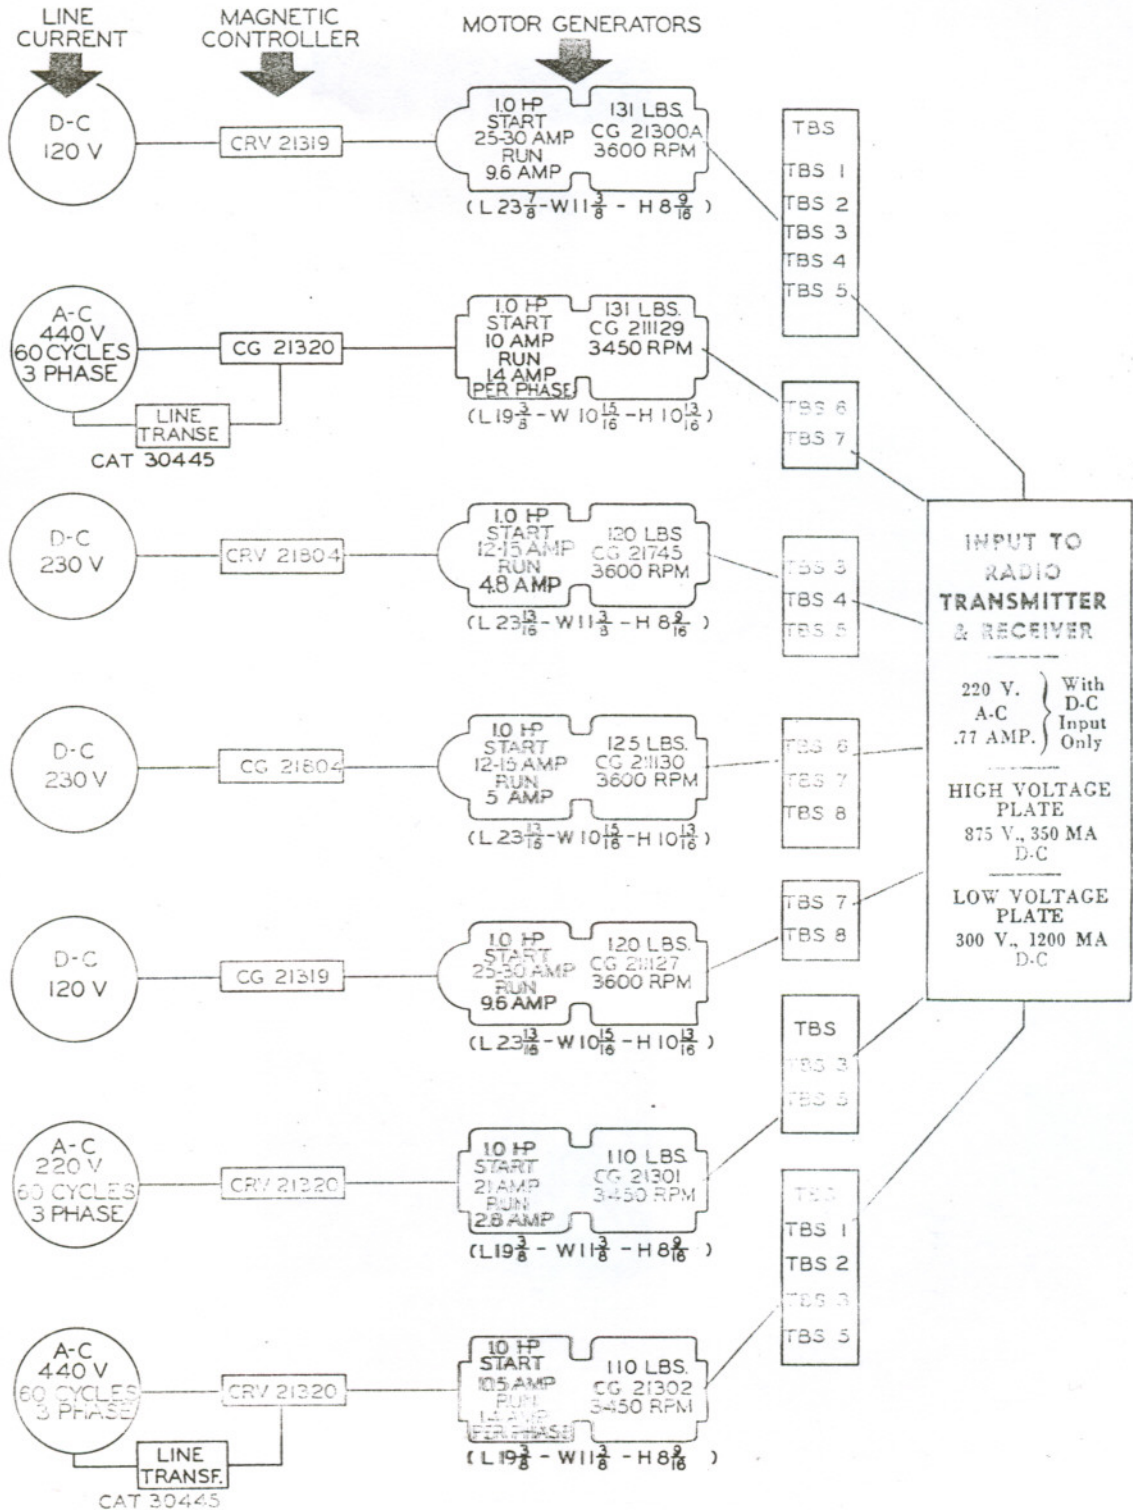 LINE
CURRENT
MAGNETIC
CONTROLLER
MOTOR GENERATORS
D-C
120 V
CRV 21319
1.0 HP
START
25-30 AMP
RUN
9.6 AMP
131 LBS.
CG 21300A
3600 RPM
(L 23 7/8 - W 11 3/8 - H 8 9/16 )
TBS
TBS 1
TBS 2
TBS 3
TBS 4
TBS 5
A-C
440 V
60 CYCLES
3 PHASE
CG 21320
LINE
TRANSF.
CAT 30445
1.0 HP
START
10 AMP
RUN
1.4 AMP
PER PHASE
131 LBS.
CG 211129
3450 RPM
(L 19 3/8 - W 10 15/16 - H 10 13/16 )
TBS 6
TBS 7
D-C
230 V
CRV 21804
1.0 HP
START
12-15 AMP
RUN
4.8 AMP
120 LBS
CG 21745
3600 RPM
(L 23 13/16 - W 11 3/8 - H 8 9/16 )
TBS 3
TBS 4
TBS 5
D-C
230 V
CG 21804
1.0 HP
START
12-15 AMP
RUN
5 AMP
125 LBS.
CG 211130
3600 RPM
(L 23 13/16 - W 10 15/16 - H 10 13/16 )
TBS 6
TBS 7
TBS 8
D-C
120 V
CG 21319
1.0 HP
START
25-30 AMP
RUN
9.6 AMP
120 LBS.
CG 211127
3600 RPM
(L 23 13/16 - W 10 15/16 - H 10 13/16 )
TBS 7
TBS 8
A-C
220 V
60 CYCLES
3 PHASE
CRV 21320
1.0 HP
START
21 AMP
RUN
2.8 AMP
110 LBS.
CG 21301
3450 RPM
(L 19 3/8 - W 11 3/8 - H 8 9/16 )
TBS
TBS 3
TBS 5
A-C
440 V
60 CYCLES
3 PHASE
CRV 21320
LINE
TRANSF.
CAT 30445
1.0 HP
START
10.5 AMP
RUN
1.4 AMP
PER PHASE
110 LBS.
CG 21302
3450 RPM
(L 19 3/8 - W 11 3/8 - H 8 9/16 )
TBS
TBS 1
TBS 2
TBS 3
TBS 5
INPUT TO
RADIO
TRANSMITTER
& RECEIVER
220 V.
A-C
.77 AMP.
With
D-C
Input
Only
HIGH VOLTAGE
PLATE
875 V., 350 MA
D-C
LOW VOLTAGE
PLATE
300 V., 1200 MA
D-C